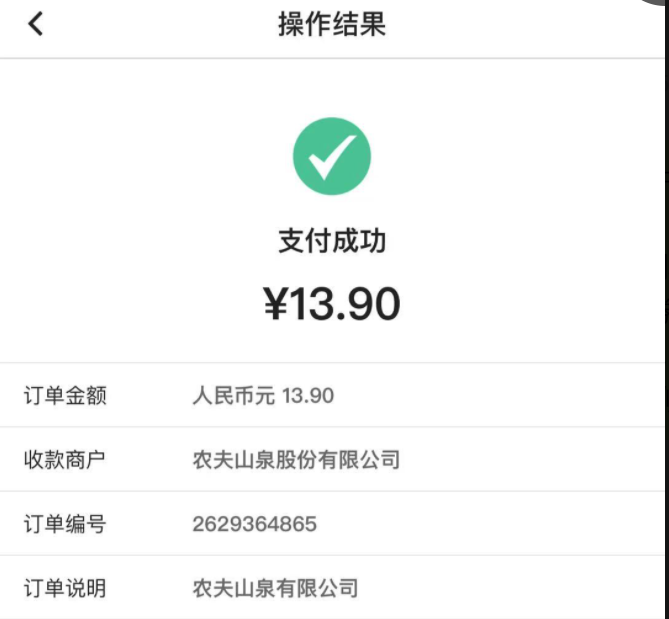 操作结果
支付成功
¥13.90
订单金额 人民币元 13.90
收款商户 农夫山泉股份有限公司
订单编号 2629364865
订单说明 农夫山泉有限公司